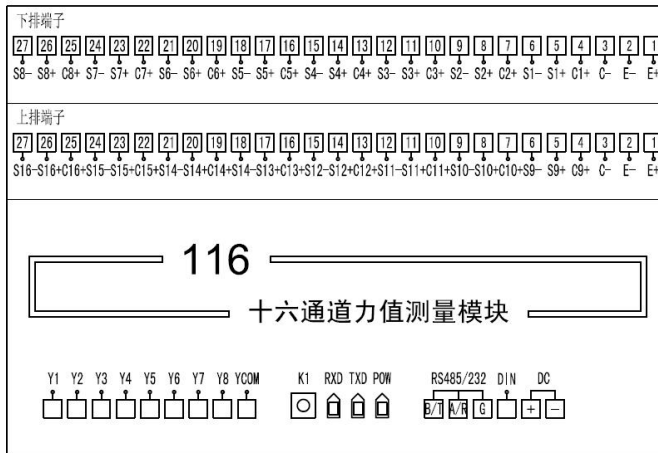 下排端子
27 26 25 24 23 22 21 20 19 18 17 16 15 14 13 12 11 10 9 8 7 6 5 4 3 2 1
S8- S8+ C8+ S7- S7+ C7+ S6- S6+ C6+ S5- S5+ C5+ S4- S4+ C4+ S3- S3+ C3+ S2- S2+ C2+ S1- S1+ C1+ C- E- E+
上排端子
27 26 25 24 23 22 21 20 19 18 17 16 15 14 13 12 11 10 9 8 7 6 5 4 3 2 1
S16-S16+C16+S15-S15+C15+S14-S14+C14+S14-S13+C13+S12-S12+C12+S11-S11+C11+S10-S10+C10+S9- S9+ C9+ C- E- E+
116
十六通道力值测量模块
Y1 Y2 Y3 Y4 Y5 Y6 Y7 Y8 YCOM K1 RXD TXD POW RS485/232 DIN DC
B/T A/R G + -